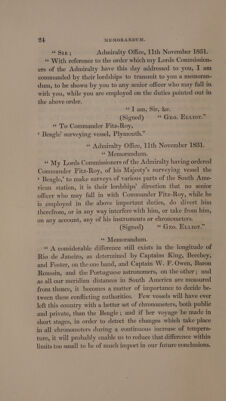 24 MEMORANDUM.
“ Sir; Admiralty Office, 11th November 1831.
“ With reference to the order which my Lords Commission-
ers of the Admiralty have this day addressed to you, I am
commanded by their lordships to transmit to you a memoran-
dum, to be shown by you to any senior officer who may fall in
with you, while you are employed on the duties pointed out in
the above order.
“ I am, Sir, &c.
(Signed) “ Geo. Elliot.”
“ To Commander Fitz-Roy,
‘ Beagle’ surveying vessel, Plymouth.”
“ Admiralty Office, 11th November 1831.
“ Memorandum.
“ My Lords Commissioners of the Admiralty having ordered
Commander Fitz-Roy, of his Majesty's surveying vessel the
‘ Beagle,’ to make surveys of various parts of the South Ame-
rican station, it is their lordships' direction that no senior
officer who may fall in with Commander Fitz-Roy, while he
is employed in the above important duties, do divert him
therefrom, or in any way interfere with him, or take from him,
on any account, any of his instruments or chronometers.
(Signed) “ Geo. Elliot.”
“ Memorandum.
“ A considerable difference still exists in the longitude of
Rio de Janeiro, as determined by Captains King, Beechey,
and Foster, on the one hand, and Captain W. F. Owen, Baron
Roussin, and the Portuguese astronomers, on the other; and
as all our meridian distances in South America are measured
from thence, it becomes a matter of importance to decide be-
tween these conflicting authorities. Few vessels will have ever
left this country with a better set of chronometers, both public
and private, than the Beagle; and if her voyage be made in
short stages, in order to detect the changes which take place
in all chronometers during a continuous increase of tempera-
ture, it will probably enable us to reduce that difference within
limits too small to be of much import in our future conclusions.